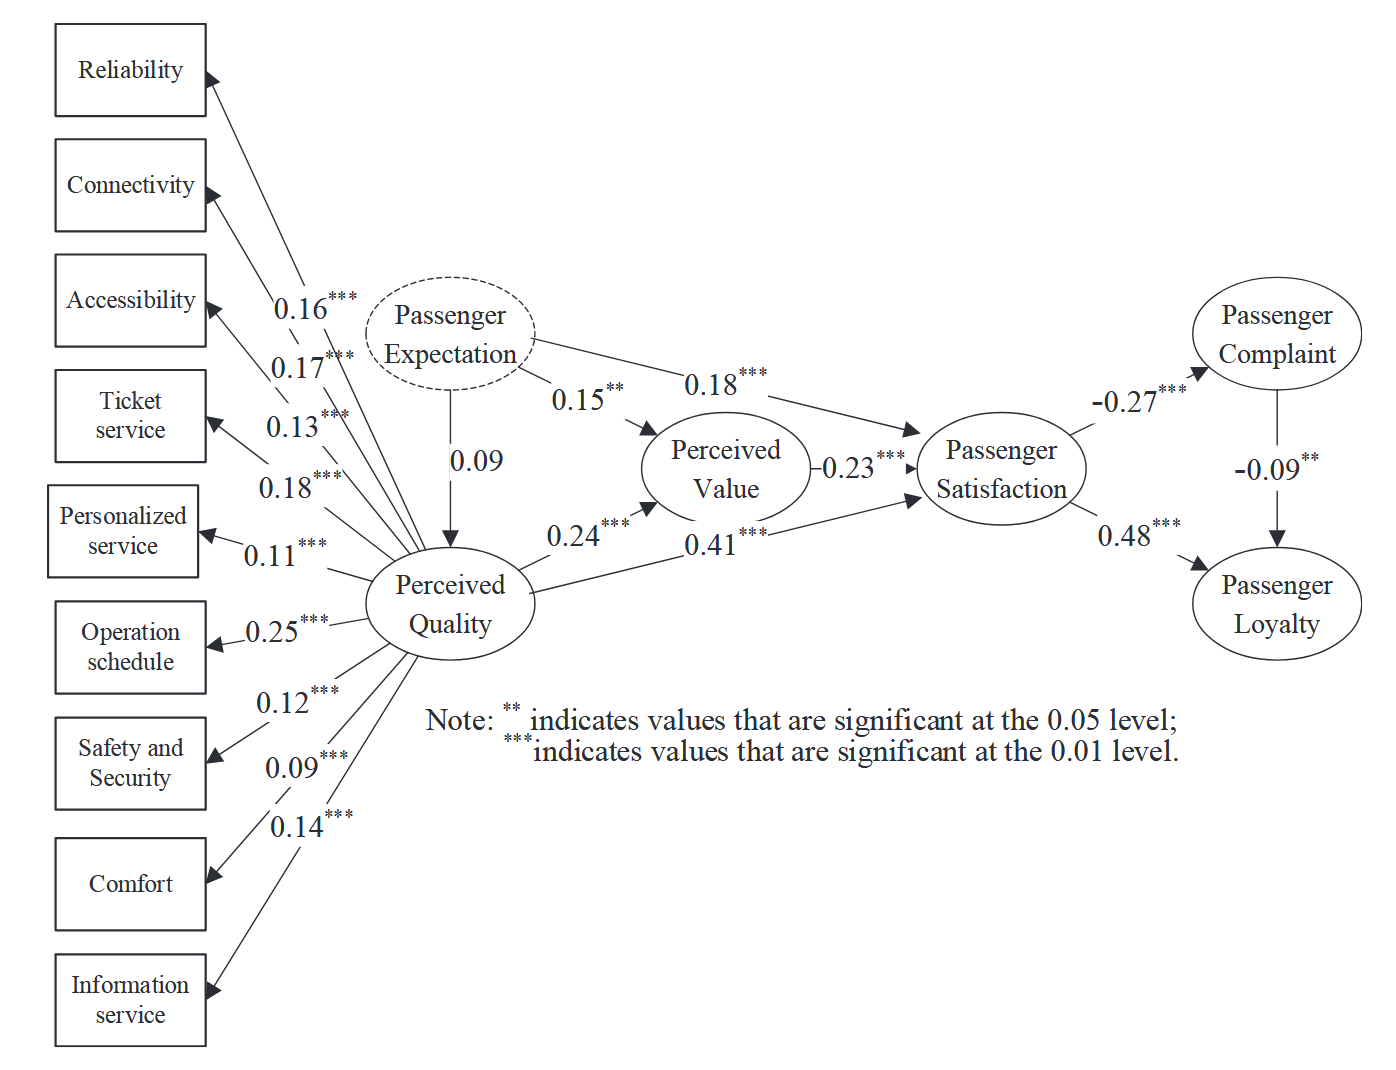 Reliability
Connectivity
Accessibility
Ticket
service
Personalized
service
Operation
schedule
Safety and
Security
Comfort
Information
service
0.16***
0.17***
0.13***
0.18***
0.11***
0.25***
0.12***
0.09***
0.14***
Passenger
Expectation
0.09
Perceived
Quality
0.15**
0.18***
0.24***
0.41***
Perceived
Value
0.23***
Passenger
Satisfaction
-0.27***
0.48***
Passenger
Complaint
-0.09**
Passenger
Loyalty
Note: ** indicates values that are significant at the 0.05 level;
***indicates values that are significant at the 0.01 level.